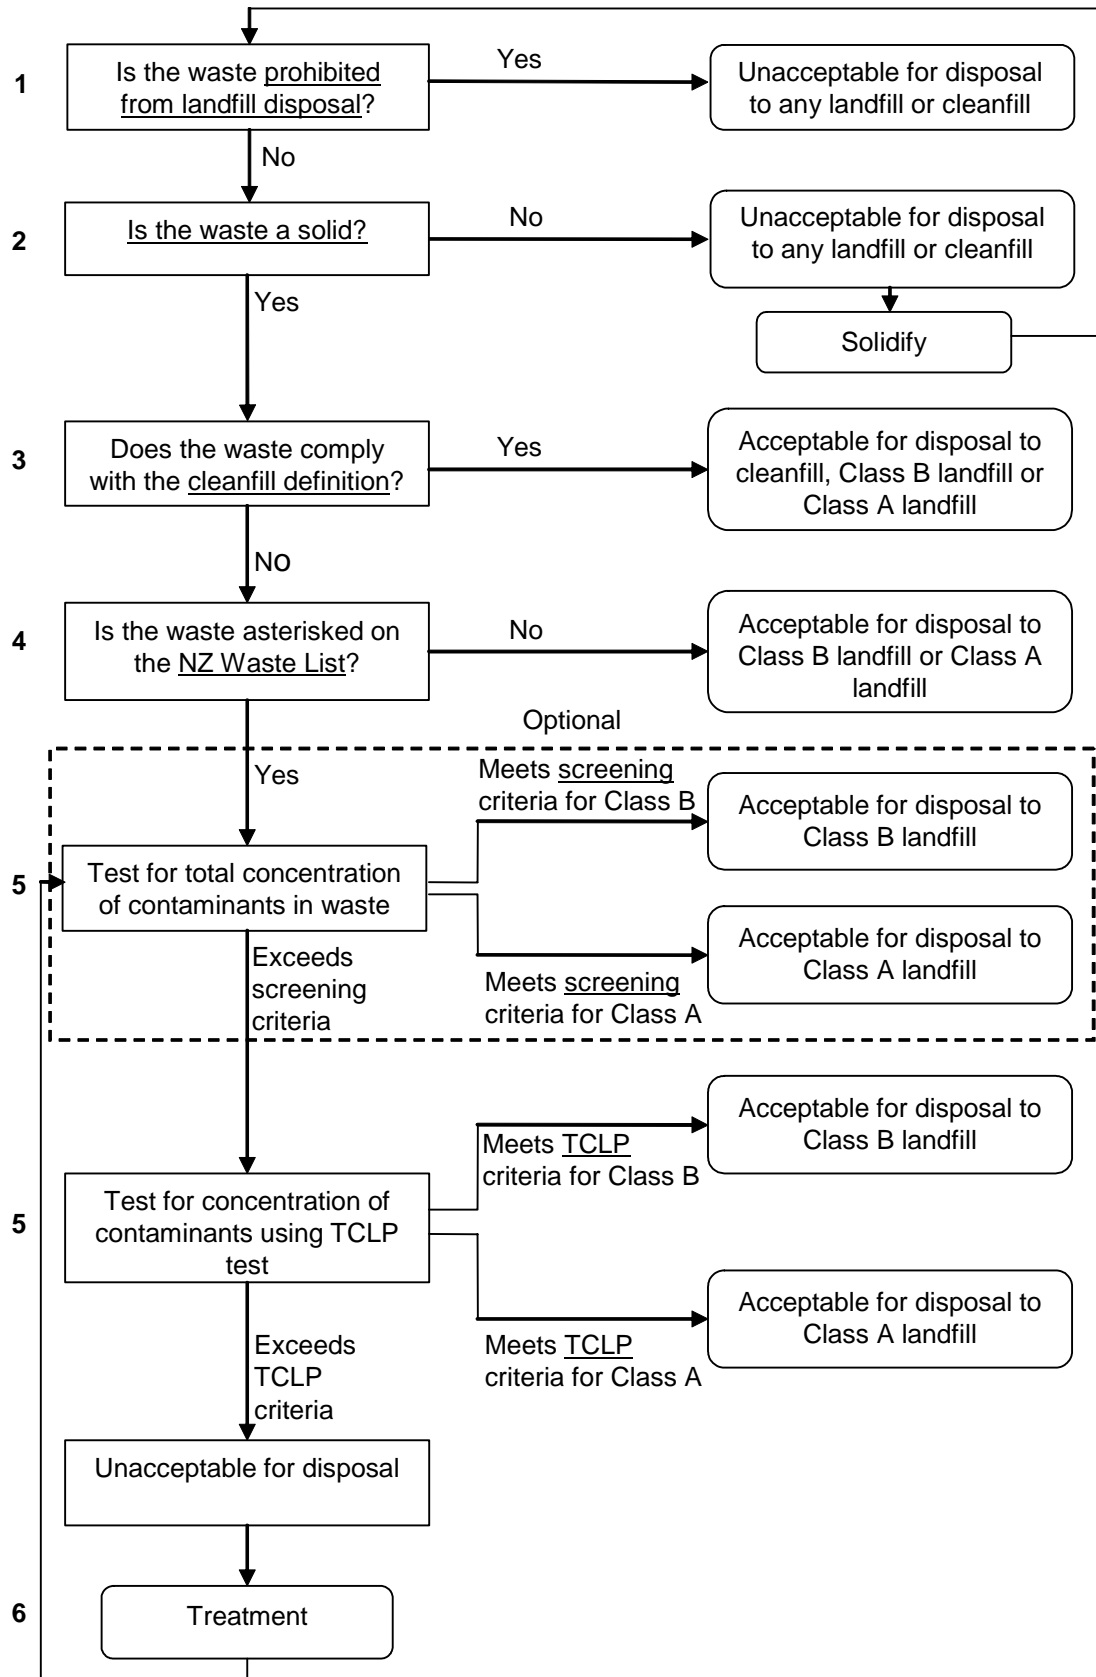 1
Is the waste prohibited
from landfill disposal?
Yes
Unacceptable for disposal
to any landfill or cleanfill
No
2
Is the waste a solid?
No
Unacceptable for disposal
to any landfill or cleanfill
Yes
Solidify
3
Does the waste comply
with the cleanfill definition?
Yes
Acceptable for disposal to
cleanfill, Class B landfill or
Class A landfill
No
4
Is the waste asterisked on
the NZ Waste List?
No
Acceptable for disposal to
Class B landfill or Class A
landfill
Optional
Yes
Meets screening
criteria for Class B
Acceptable for disposal to
Class B landfill
5
Test for total concentration
of contaminants in waste
Meets screening
criteria for Class A
Acceptable for disposal to
Class A landfill
Exceeds
screening
criteria
Meets TCLP
criteria for Class B
Acceptable for disposal to
Class B landfill
5
Test for concentration of
contaminants using TCLP
test
Meets TCLP
criteria for Class A
Acceptable for disposal to
Class A landfill
Exceeds
TCLP
criteria
Unacceptable for disposal
6
Treatment